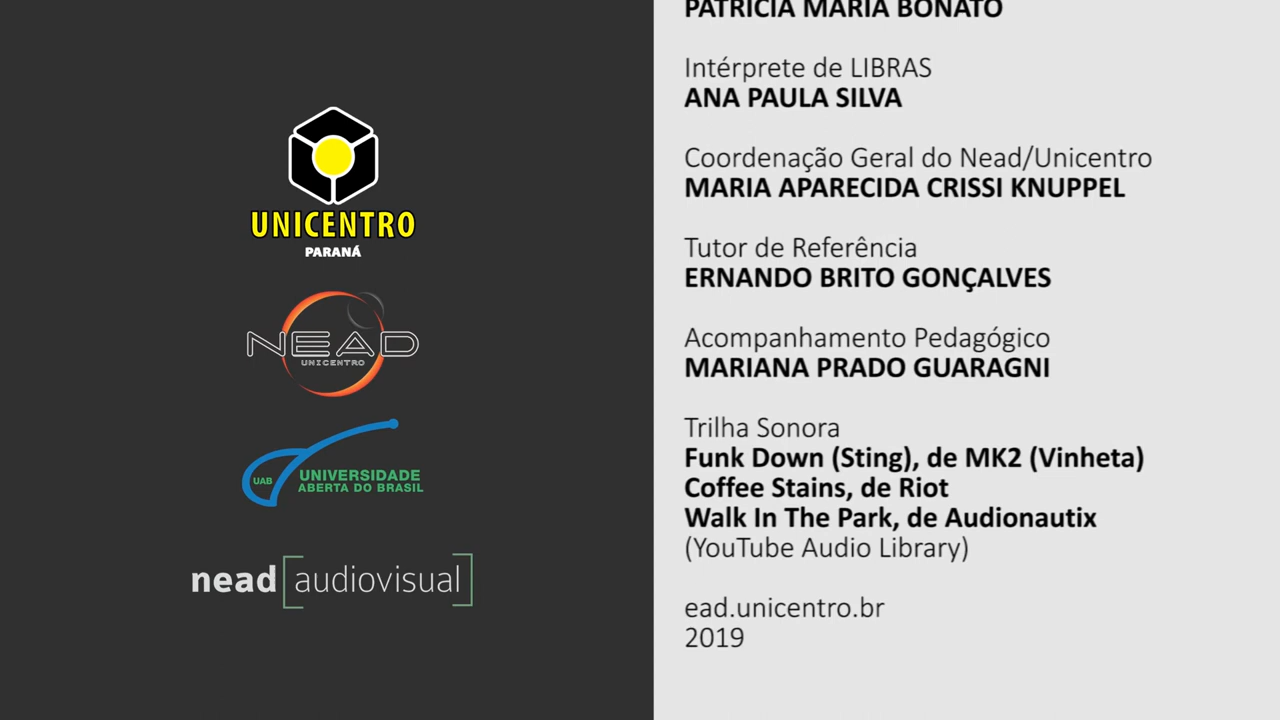 UNICENTRO
PARANÁ
NEAD
UNICENTRO
UAB
UNIVERSIDADE
ABERTA DO BRASIL
nead[audiovisual]
PATRICIA MARIA BONATO
Intérprete de LIBRAS
ANA PAULA SILVA
Coordenação Geral do Nead/Unicentro
MARIA APARECIDA CRISSI KNUPPEL
Tutor de Referência
ERNANDO BRITO GONÇALVES
Acompanhamento Pedagógico
MARIANA PRADO GUARAGNI
Trilha Sonora
Funk Down (Sting), de MK2 (Vinheta)
Coffee Stains, de Riot
Walk In The Park, de Audionautix
(YouTube Audio Library)
ead.unicentro.br
2019